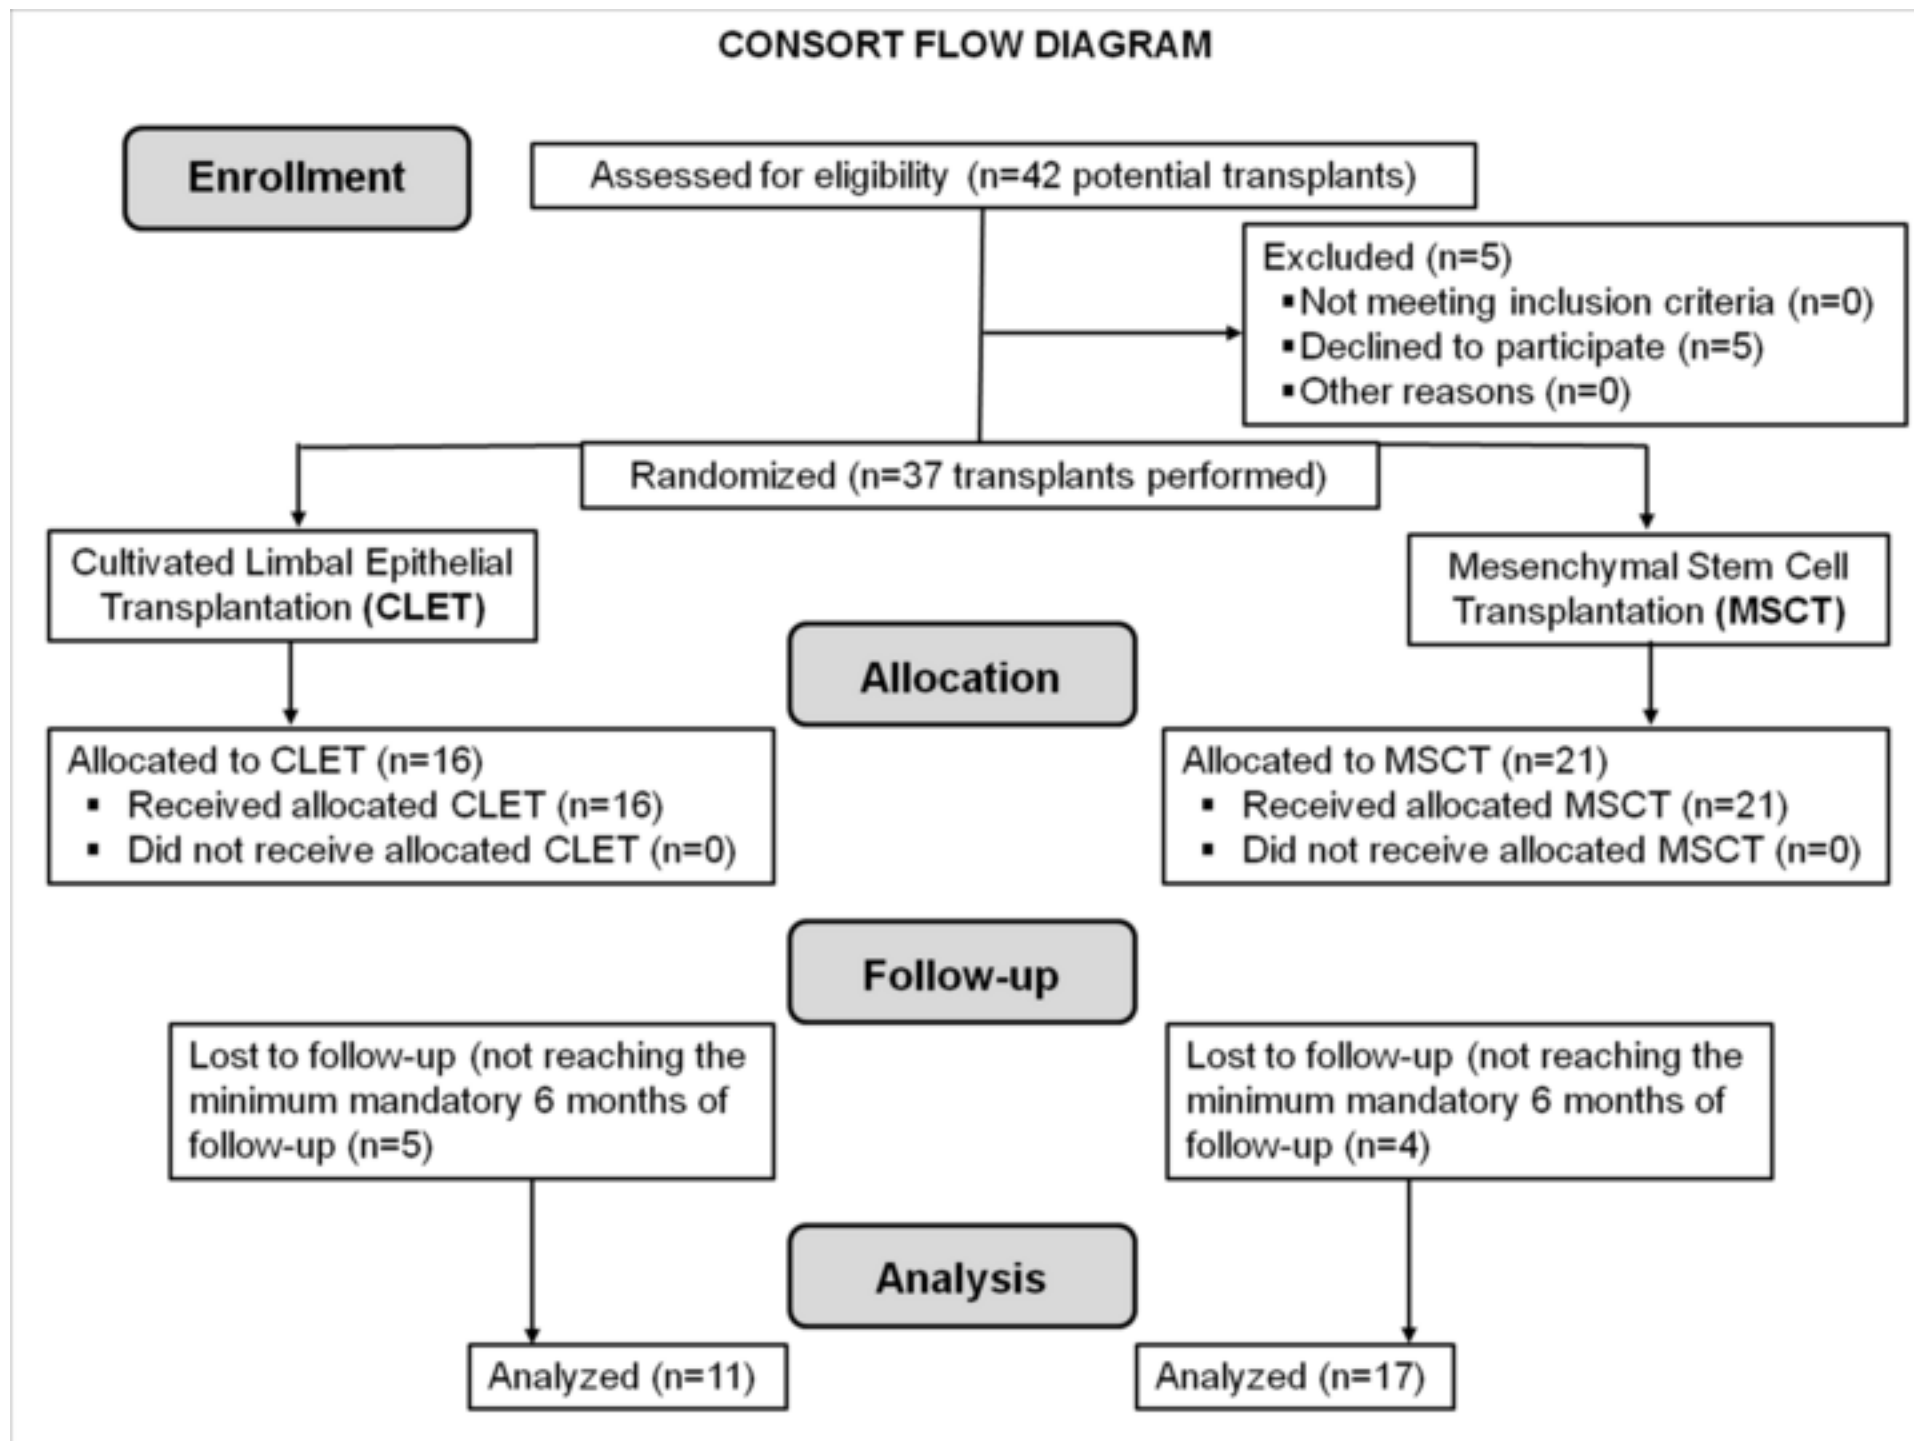 CONSORT FLOW DIAGRAM
Enrollment
Assessed for eligibility (n=42 potential transplants)
Excluded (n=5)
▪Not meeting inclusion criteria (n=0)
▪Declined to participate (n=5)
▪Other reasons (n=0)
Randomized (n=37 transplants performed)
Cultivated Limbal Epithelial
Transplantation (CLET)
Mesenchymal Stem Cell
Transplantation (MSCT)
Allocation
Allocated to CLET (n=16)
▪ Received allocated CLET (n=16)
▪ Did not receive allocated CLET (n=0)
Allocated to MSCT (n=21)
▪ Received allocated MSCT (n=21)
▪ Did not receive allocated MSCT (n=0)
Follow-up
Lost to follow-up (not reaching the
minimum mandatory 6 months of
follow-up (n=5)
Lost to follow-up (not reaching the
minimum mandatory 6 months of
follow-up (n=4)
Analysis
Analyzed (n=11)
Analyzed (n=17)